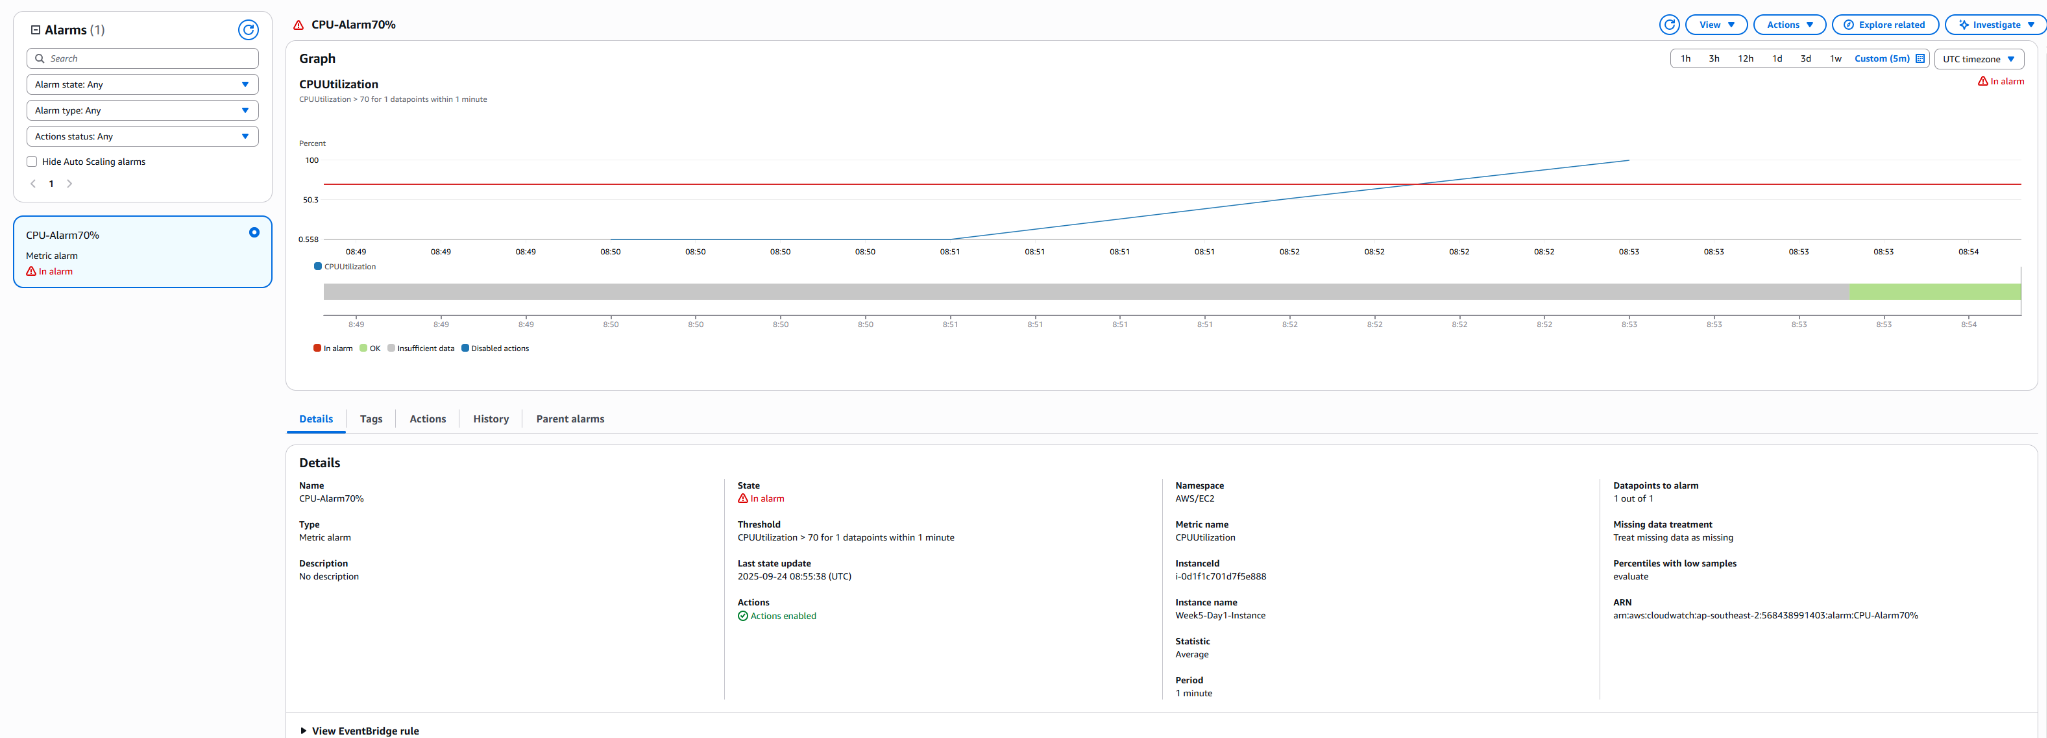 Alarms (1)
Search
Alarm state: Any
Alarm type: Any
Actions status: Any
Hide Auto Scaling alarms
1
CPU-Alarm70%
Metric alarm
In alarm
CPU-Alarm70%
View
Actions
Explore related
Investigate
Graph
1h 3h 12h 1d 3d 1w Custom (5m)
UTC timezone
CPUUtilization
In alarm
CPUUtilization > 70 for 1 datapoints within 1 minute
Percent
100
50.3
0.558
08:49 08:49 08:49 08:50 08:50 08:50 08:50 08:51 08:51 08:51 08:51 08:52 08:52 08:52 08:52 08:53 08:53 08:53 08:53 08:54
CPUUtilization
8:49 8:49 8:49 8:50 8:50 8:50 8:50 8:51 8:51 8:51 8:51 8:52 8:52 8:52 8:52 8:53 8:53 8:53 8:53 8:54
In alarm OK Insufficient data Disabled actions
Details Tags Actions History Parent alarms
Details
Name
CPU-Alarm70%
Type
Metric alarm
Description
No description
State
In alarm
Threshold
CPUUtilization > 70 for 1 datapoints within 1 minute
Last state update
2025-09-24 08:55:38 (UTC)
Actions
Actions enabled
Namespace
AWS/EC2
Metric name
CPUUtilization
InstanceId
i-0d1f1c701d7f5e888
Instance name
Week5-Day1-Instance
Statistic
Average
Period
1 minute
Datapoints to alarm
1 out of 1
Missing data treatment
Treat missing data as missing
Percentiles with low samples
evaluate
ARN
arn:aws:cloudwatch:ap-southeast-2:568438991403:alarm:CPU-Alarm70%
View EventBridge rule